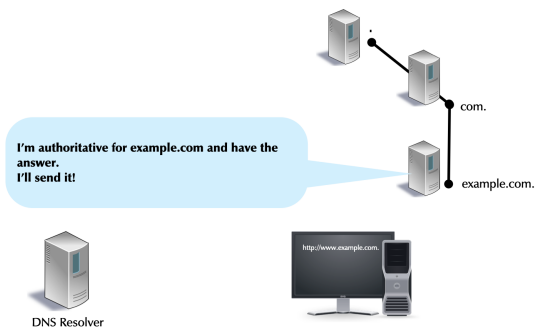 .
com.
I'm authoritative for example.com and have the
answer.
I'll send it!
example.com.
http://www.example.com.
DNS Resolver